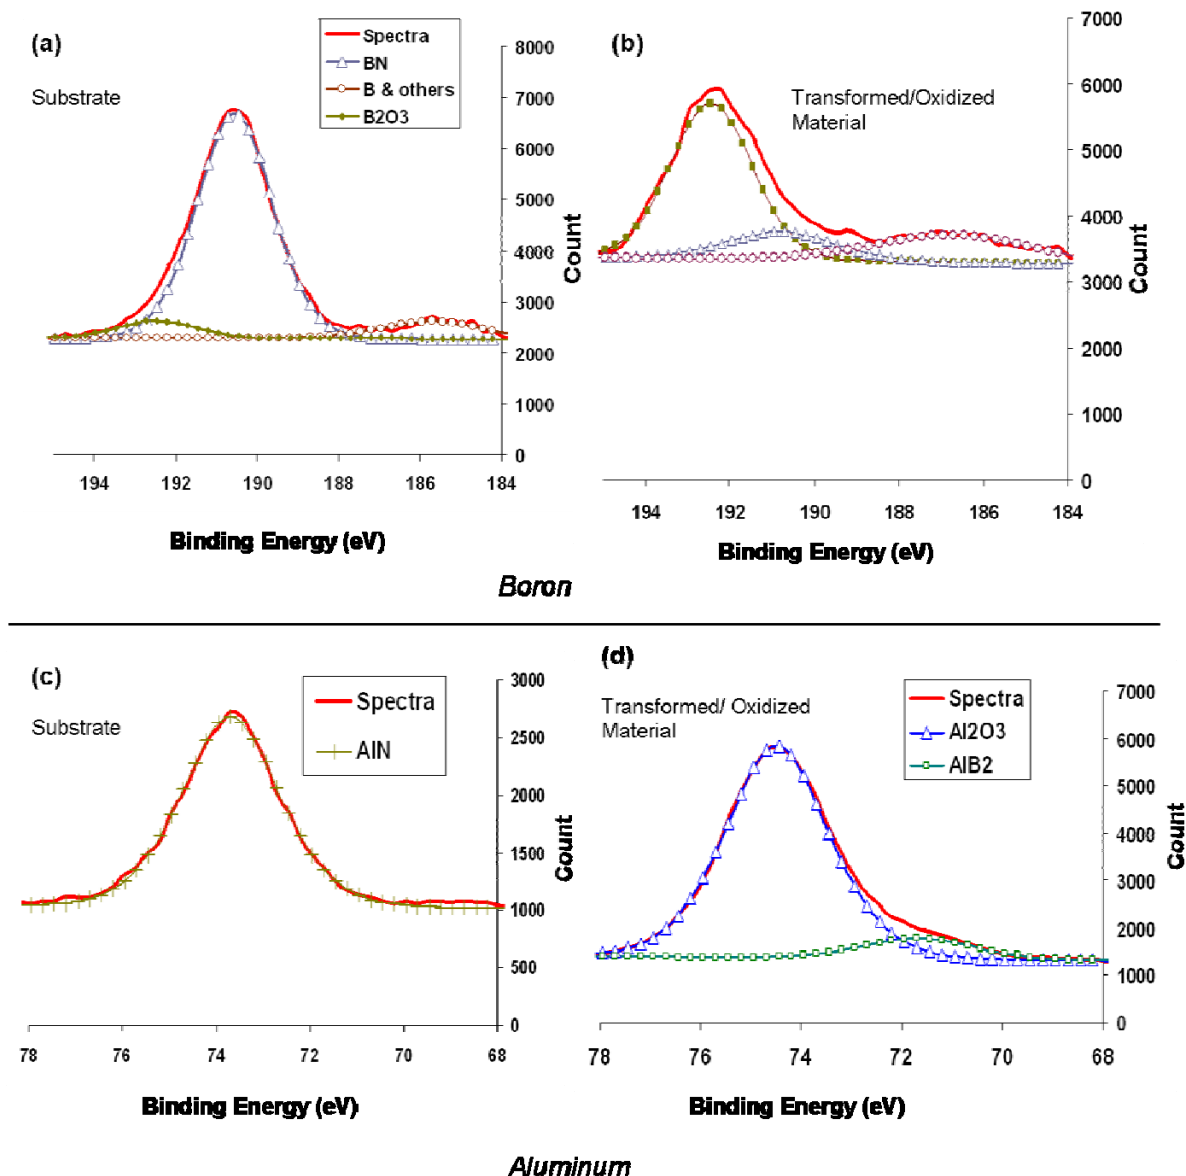 (a)
Substrate
Spectra
BN
B & others
B2O3
8000
7000
6000
5000
4000
3000
2000
1000
0
Count
194
192
190
188
186
184
Binding Energy (eV)
(b)
Transformed/Oxidized
Material
7000
6000
5000
4000
3000
2000
1000
0
Count
194
192
190
188
186
184
Binding Energy (eV)
Boron
(c)
Substrate
Spectra
AlN
3000
2500
2000
1500
1000
500
0
Count
78
76
74
72
70
68
Binding Energy (eV)
(d)
Transformed/ Oxidized
Material
Spectra
Al2O3
AlB2
7000
6000
5000
4000
3000
2000
1000
0
Count
78
76
74
72
70
68
Binding Energy (eV)
Aluminum